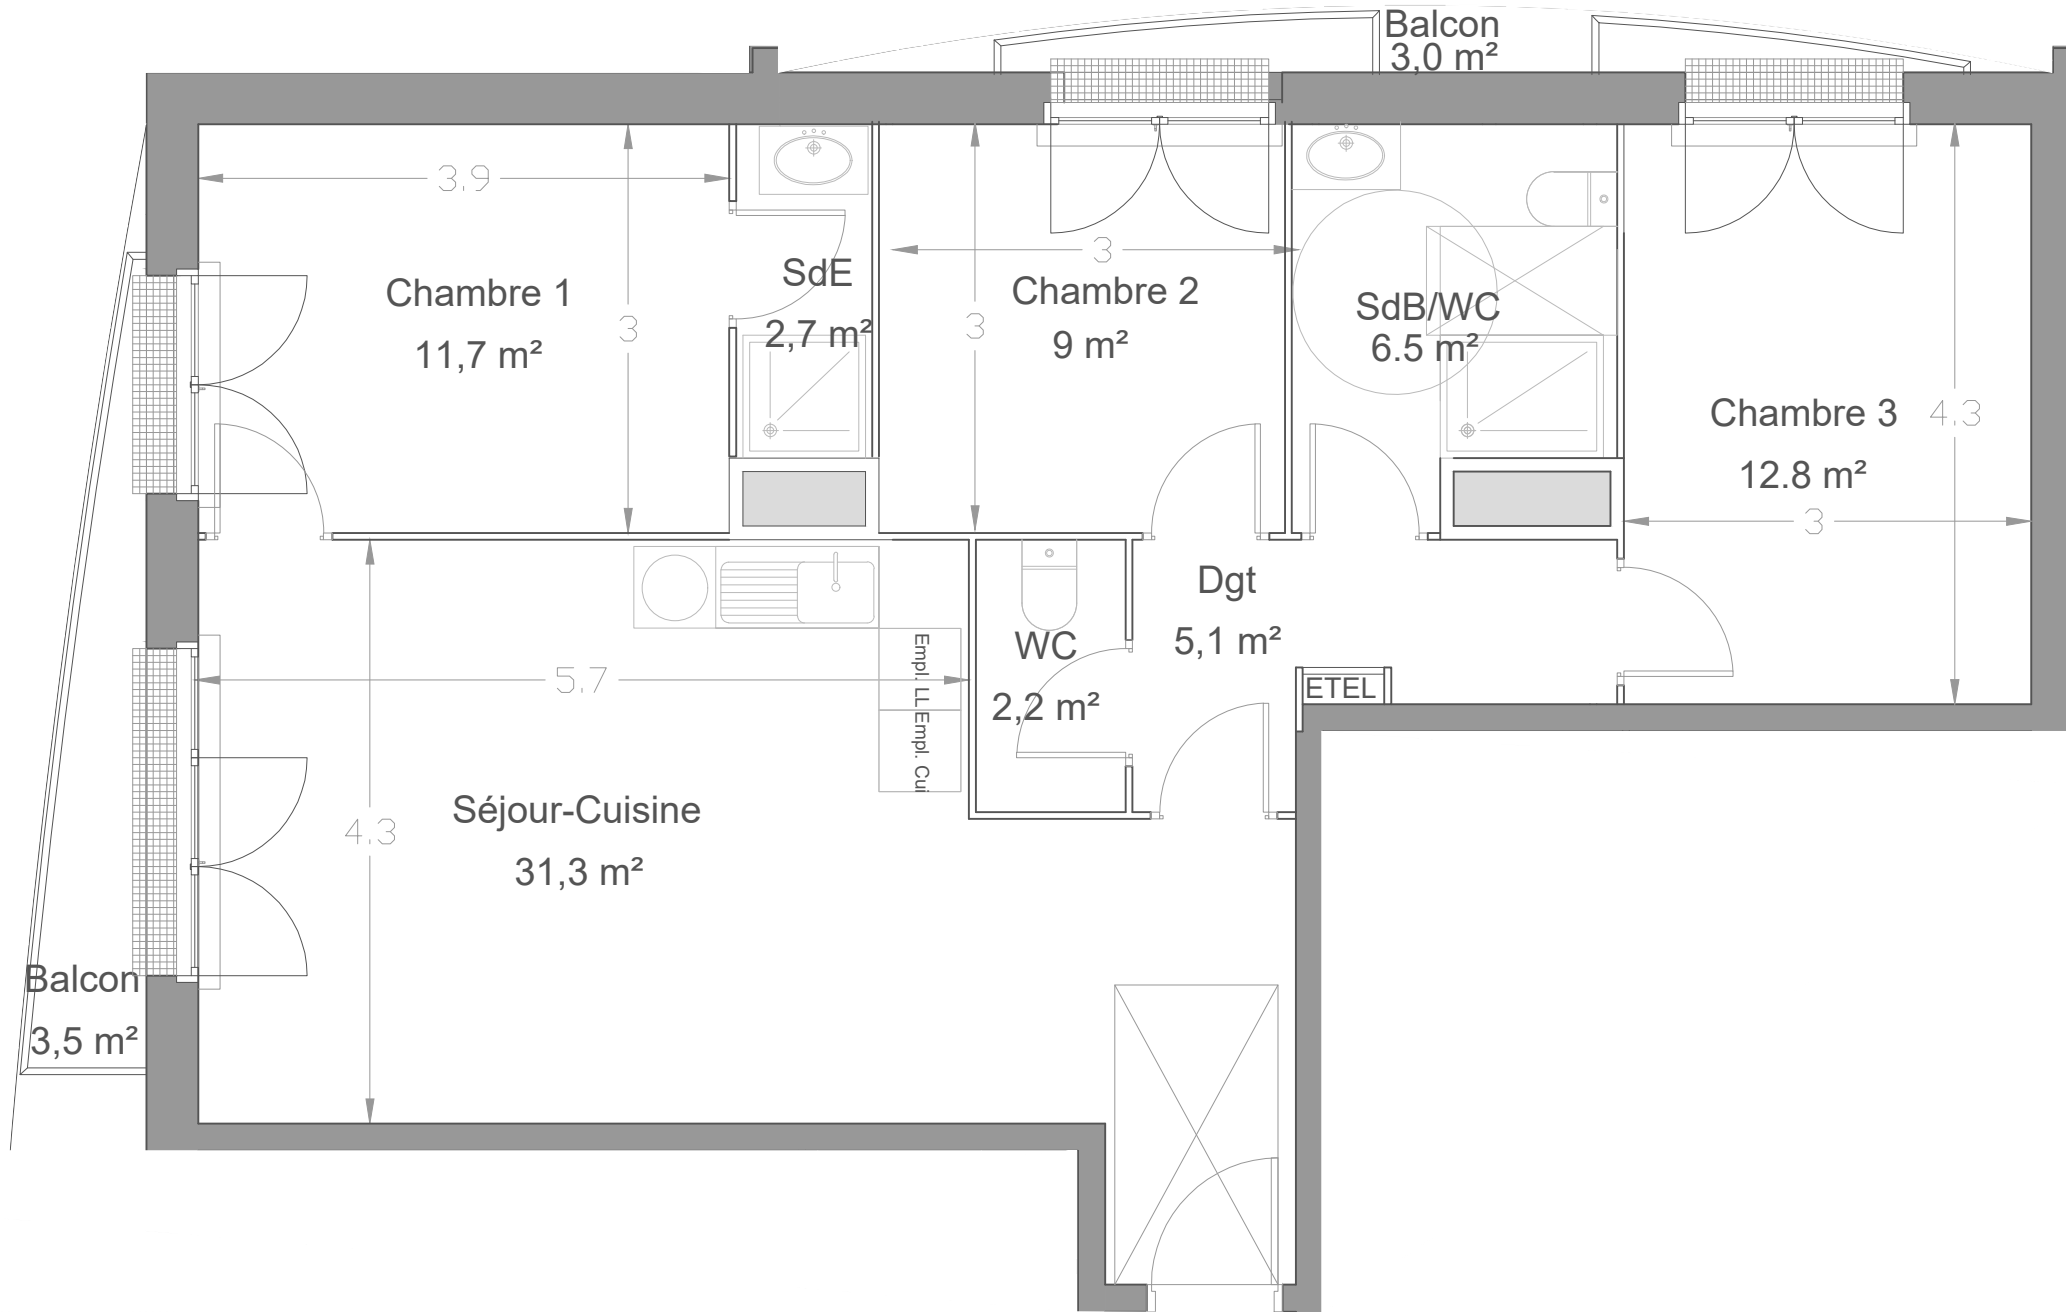 Balcon
3,0 m²
3.9
Chambre 1
11,7 m²
3
SdE
2,7 m²
3
Chambre 2
9 m²
3
SdB/WC
6.5 m²
Chambre 3
12.8 m²
4.3
3
Dgt
5,1 m²
ETEL
WC
2,2 m²
Empl. LL
Empl. Cui
5.7
Séjour-Cuisine
31,3 m²
4.3
Balcon
3,5 m²